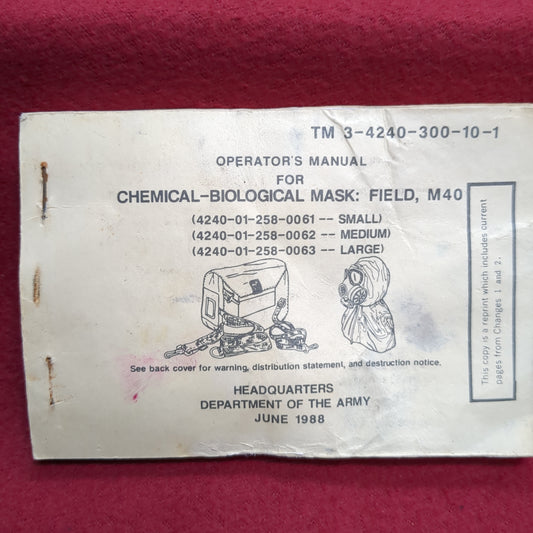 TM 3-4240-300-10-1
OPERATOR'S MANUAL
FOR
CHEMICAL-BIOLOGICAL MASK: FIELD, M40
(4240-01-258-0061 -- SMALL)
(4240-01-258-0062 -- MEDIUM)
(4240-01-258-0063 -- LARGE)
This copy is a reprint which includes current
pages from Changes 1 and 2.
See back cover for warning, distribution statement, and destruction notice.
HEADQUARTERS
DEPARTMENT OF THE ARMY
JUNE 1988